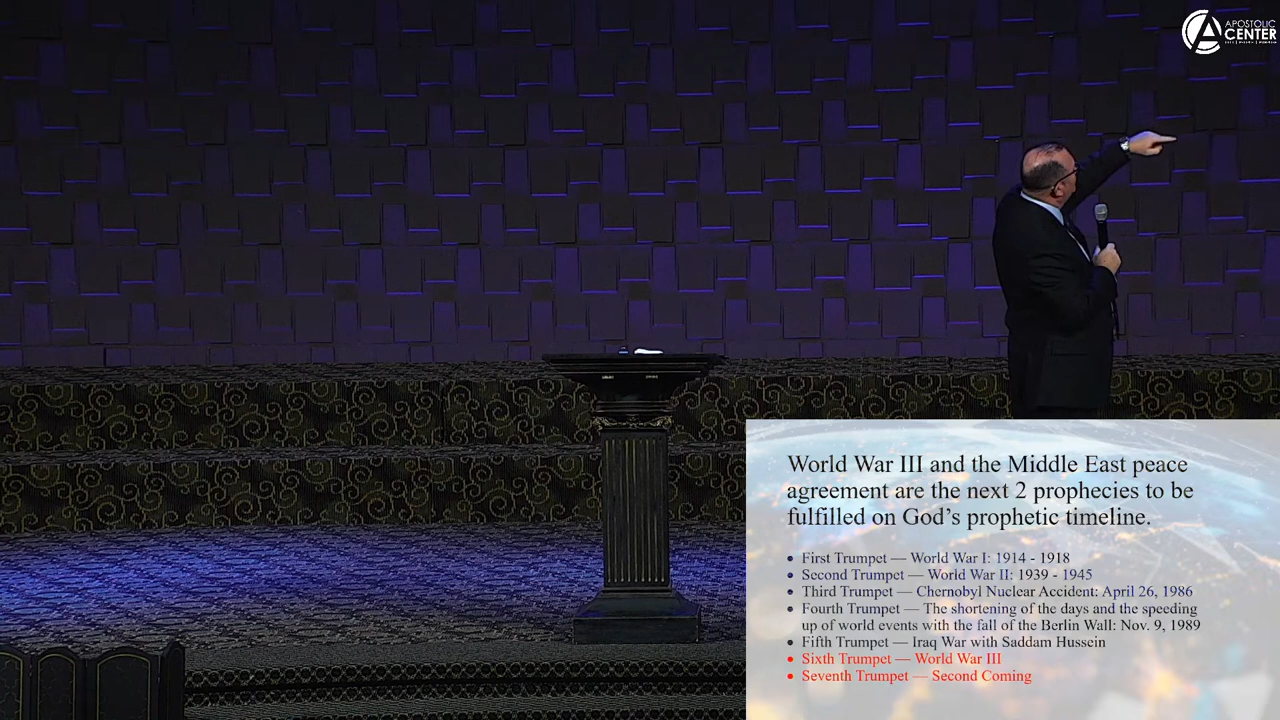 APOSTOLIC
CENTER
World War III and the Middle East peace
agreement are the next 2 prophecies to be
fulfilled on God's prophetic timeline.
• First Trumpet — World War I: 1914 - 1918
• Second Trumpet — World War II: 1939 - 1945
• Third Trumpet — Chernobyl Nuclear Accident: April 26, 1986
• Fourth Trumpet — The shortening of the days and the speeding
up of world events with the fall of the Berlin Wall: Nov. 9, 1989
• Fifth Trumpet — Iraq War with Saddam Hussein
• Sixth Trumpet — World War III
• Seventh Trumpet — Second Coming